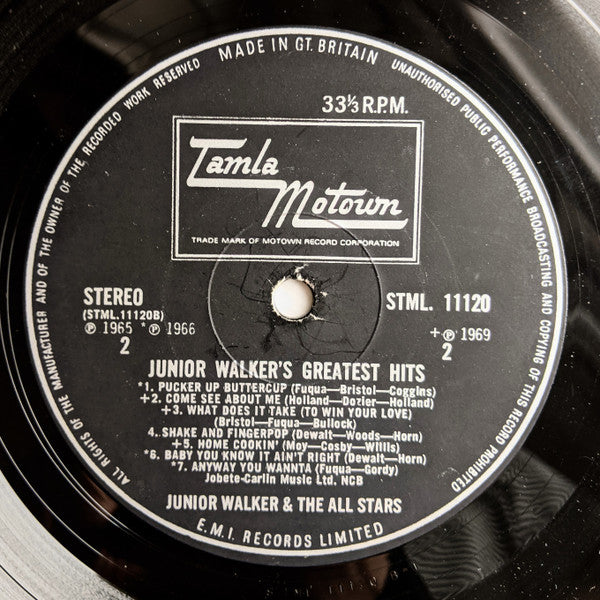 MADE IN GT. BRITAIN
UNAUTHORISED PUBLIC PERFORMANCE BROADCASTING AND COPYING OF THIS RECORD PROHIBITED
ALL RIGHTS OF THE MANUFACTURER AND OF THE OWNER OF THE RECORDED WORK RESERVED
33⅓ R.P.M.
Tamla
Motown
TRADE MARK OF MOTOWN RECORD CORPORATION
STEREO
(STML.11120B)
℗ 1965 *℗ 1966
2
STML. 11120
+℗ 1969
2
JUNIOR WALKER'S GREATEST HITS
*1. PUCKER UP BUTTERCUP (Fuqua—Bristol—Coggins)
+2. COME SEE ABOUT ME (Holland—Dozier—Holland)
+3. WHAT DOES IT TAKE (TO WIN YOUR LOVE)
(Bristol—Fuqua—Bullock)
4. SHAKE AND FINGERPOP (Dewalt—Woods—Horn)
+5. HOME COOKIN' (Moy—Cosby—Willis)
*6. BABY YOU KNOW IT AIN'T RIGHT (Dewalt—Horn)
*7. ANYWAY YOU WANNTA (Fuqua—Gordy)
Jobete-Carlin Music Ltd. NCB
JUNIOR WALKER & THE ALL STARS
E.M.I. RECORDS LIMITED